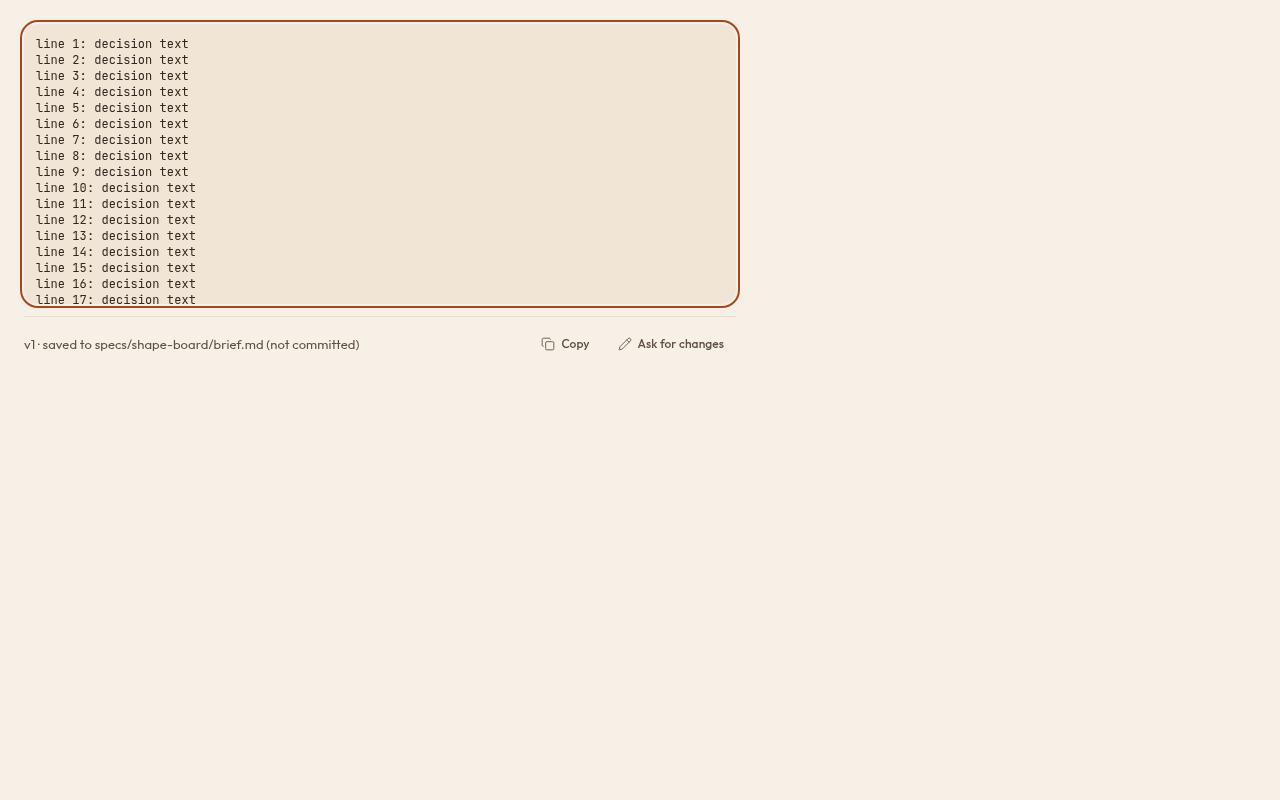 line 1: decision text
line 2: decision text
line 3: decision text
line 4: decision text
line 5: decision text
line 6: decision text
line 7: decision text
line 8: decision text
line 9: decision text
line 10: decision text
line 11: decision text
line 12: decision text
line 13: decision text
line 14: decision text
line 15: decision text
line 16: decision text
line 17: decision text
v1 · saved to specs/shape-board/brief.md (not committed) Copy Ask for changes